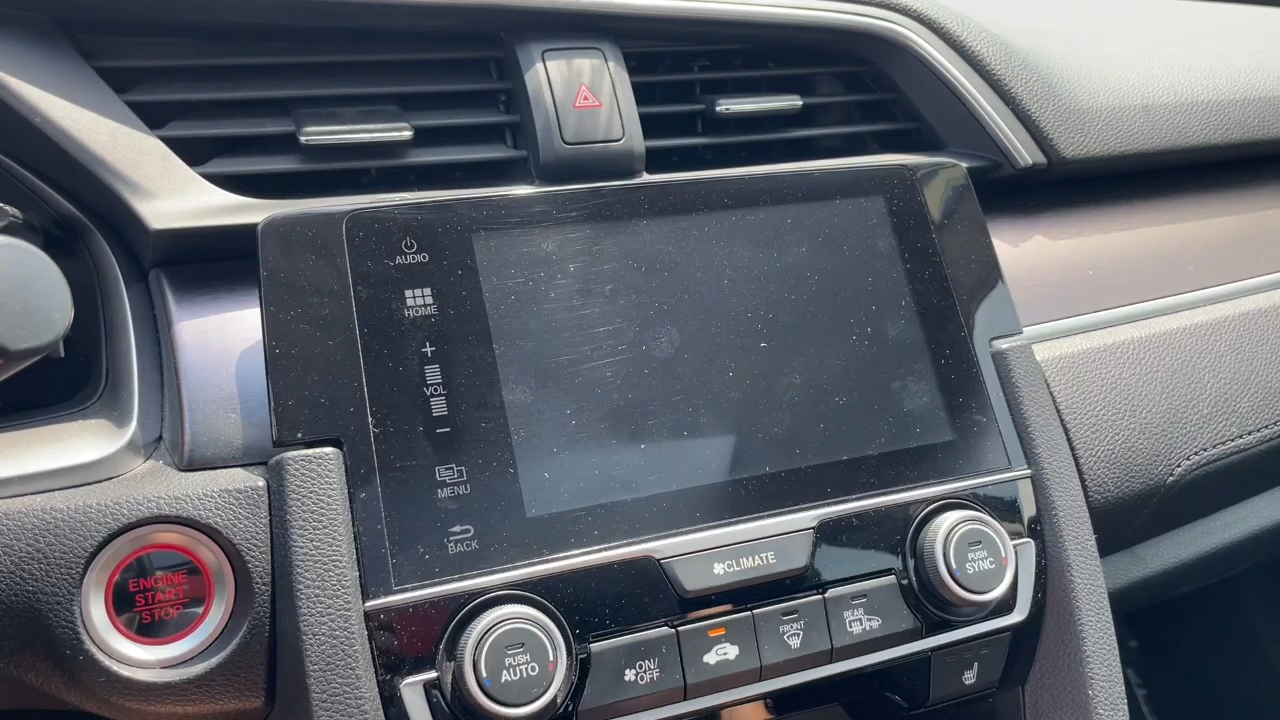 AUDIO
HOME
+
VOL
−
MENU
BACK
ENGINE
START
STOP
CLIMATE
PUSH
AUTO
ON/
OFF
FRONT
REAR
PUSH
SYNC